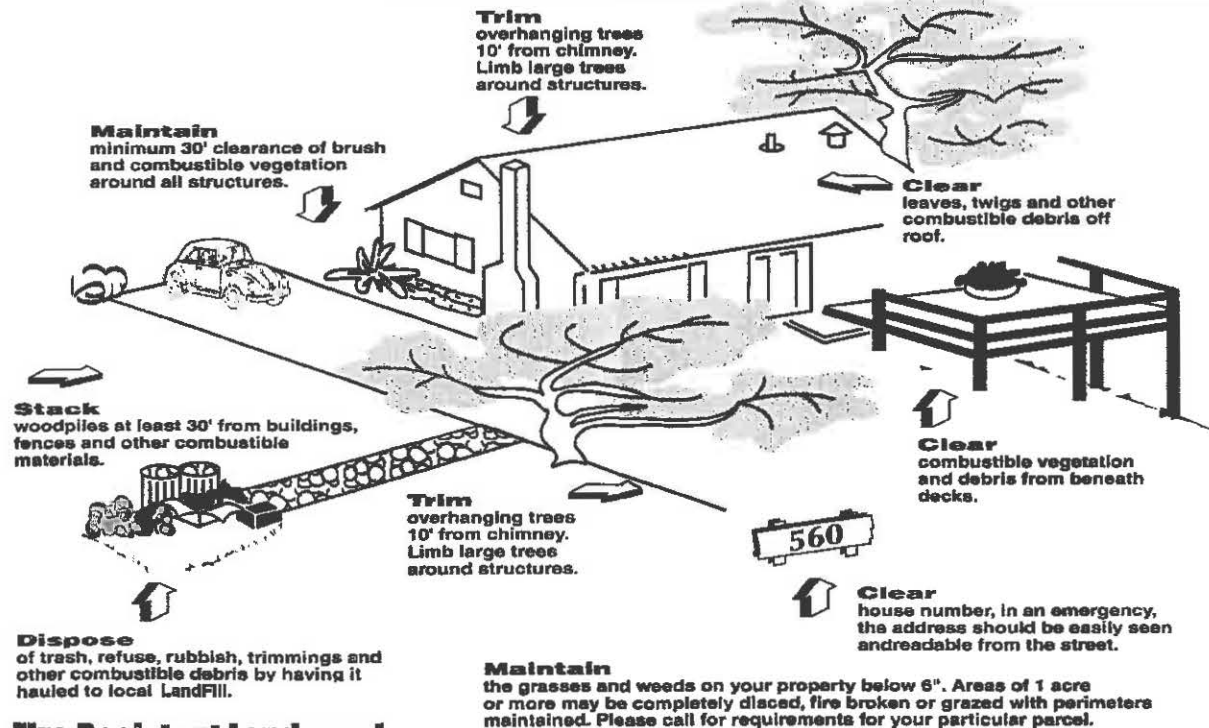 Trim
overhanging trees
10' from chimney.
Limb large trees
around structures.
Maintain
minimum 30' clearance of brush
and combustible vegetation
around all structures.
Clear
leaves, twigs and other
combustible debris off
roof.
Stack
woodpiles at least 30' from buildings,
fences and other combustible
materials.
Clear
combustible vegetation
and debris from beneath
decks.
Trim
overhanging trees
10' from chimney.
Limb large trees
around structures.
560
Clear
house number, in an emergency,
the address should be easily seen
andreadable from the street.
Dispose
of trash, refuse, rubbish, trimmings and
other combustible debris by having it
hauled to local LandFill.
Maintain
the grasses and weeds on your property below 6". Areas of 1 acre
or more may be completely disced, fire broken or grazed with perimeters
maintained. Please call for requirements for your particular parcel.